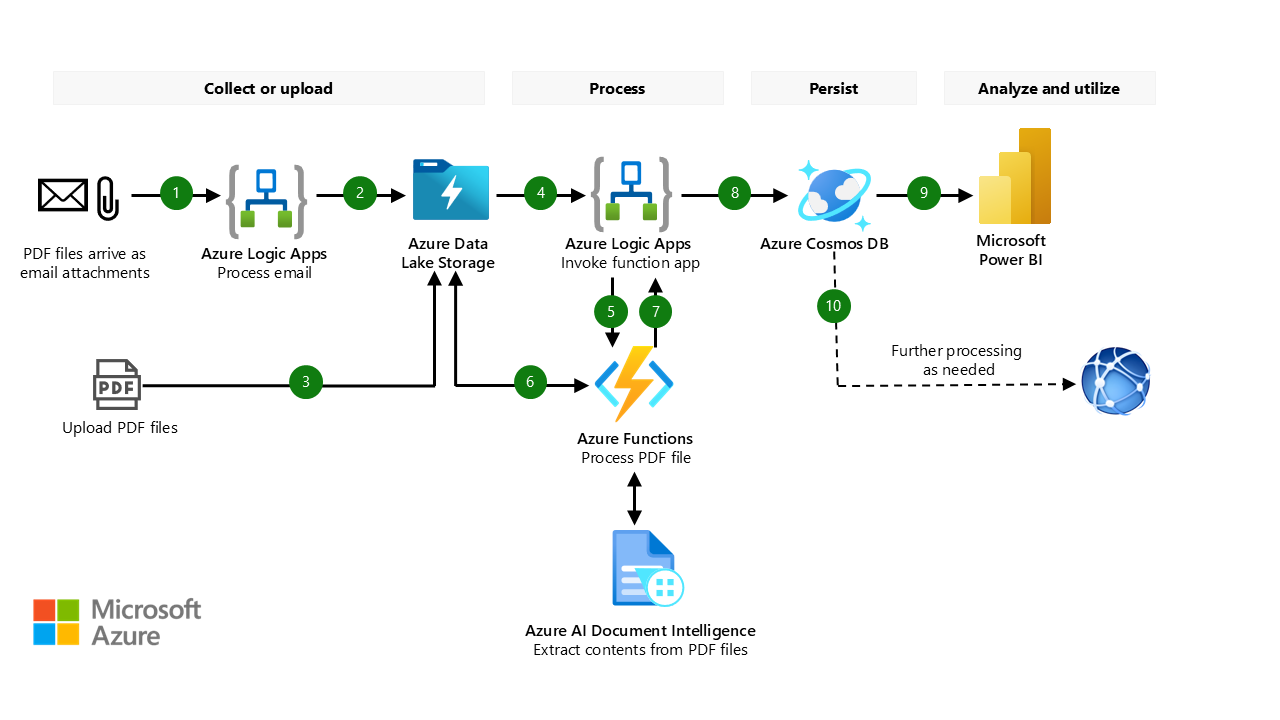 Collect or upload
Process
Persist
Analyze and utilize
1
2
4
8
9
PDF files arrive as
email attachments
Azure Logic Apps
Process email
Azure Data
Lake Storage
Azure Logic Apps
Invoke function app
Azure Cosmos DB
Microsoft
Power BI
5
7
10
3
6
Further processing
as needed
PDF
Upload PDF files
Azure Functions
Process PDF file
Azure AI Document Intelligence
Extract contents from PDF files
Microsoft
Azure